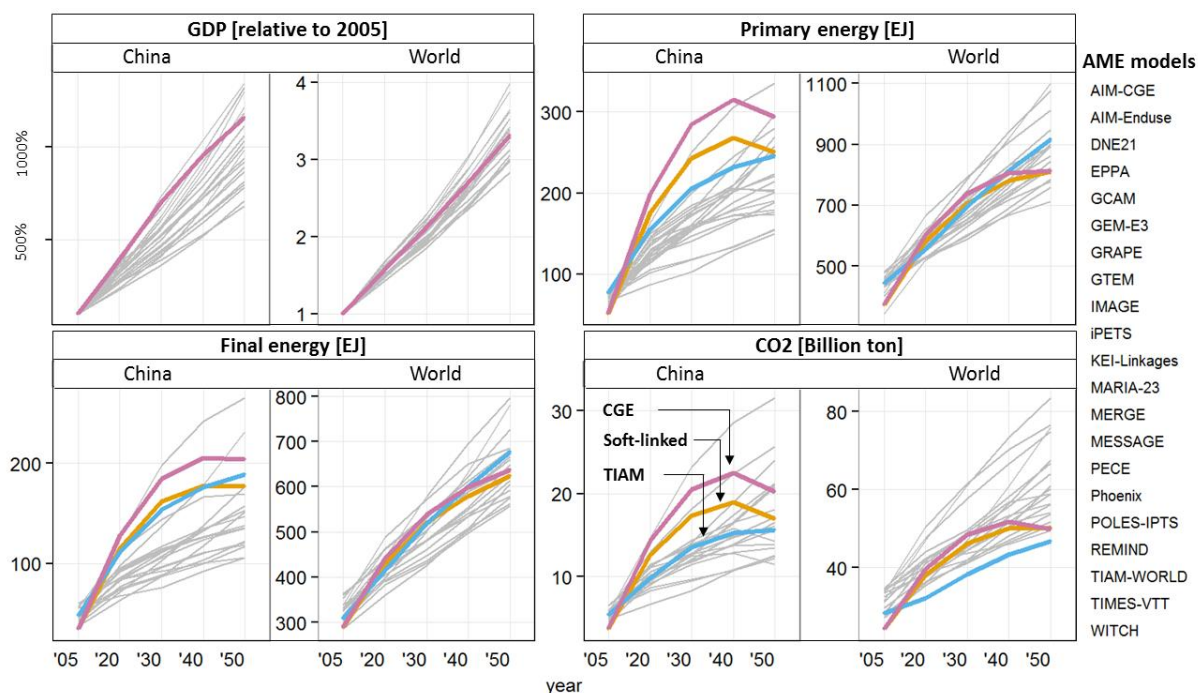 GDP [relative to 2005]
China World
1000%
500%
4
3
2
1
Primary energy [EJ]
China World
300
200
100
1100
900
700
500
Final energy [EJ]
China World
200
100
800
700
600
500
400
300
'05 '20 '30 '40 '50 '05 '20 '30 '40 '50
CO2 [Billion ton]
China World
30
20
10
CGE
Soft-linked
TIAM
80
60
40
'05 '20 '30 '40 '50 '05 '20 '30 '40 '50
year
AME models
AIM-CGE
AIM-Enduse
DNE21
EPPA
GCAM
GEM-E3
GRAPE
GTEM
IMAGE
iPETS
KEI-Linkages
MARIA-23
MERGE
MESSAGE
PECE
Phoenix
POLES-IPTS
REMIND
TIAM-WORLD
TIMES-VTT
WITCH